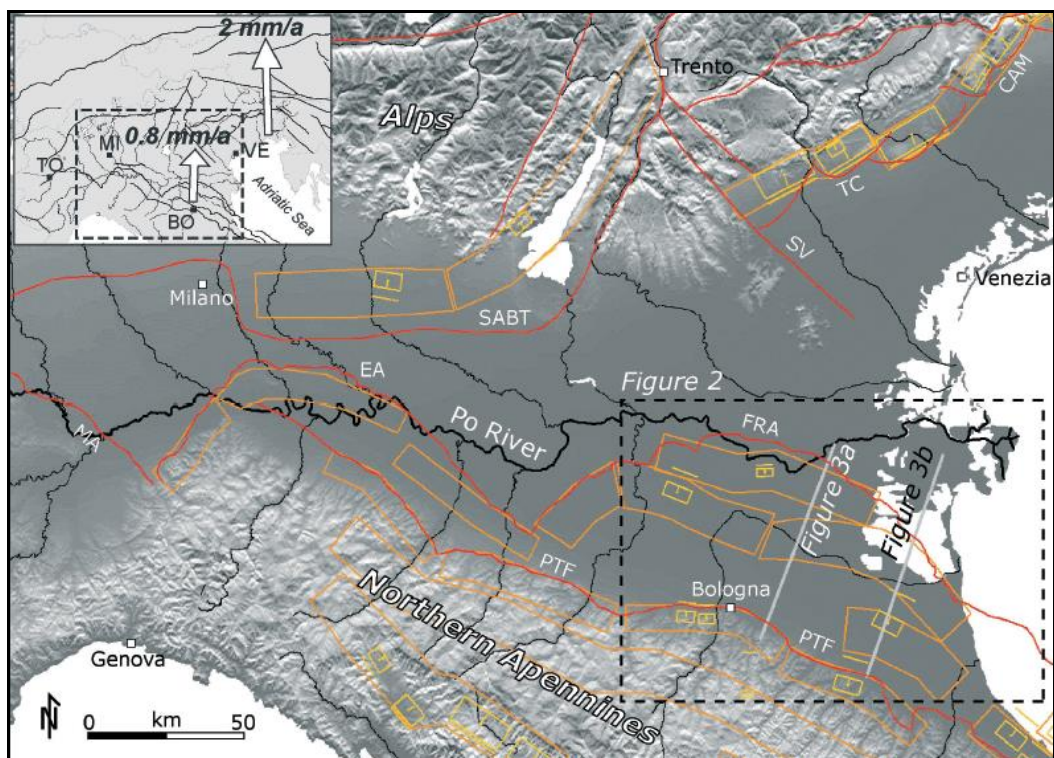 2 mm/a
0.8 mm/a
TO
MI
VE
BO
Adriatic Sea
Alps
Trento
CAM
TC
SV
Venezia
Milano
SABT
EA
Figure 2
MA
Po River
FRA
Figure 3a
Figure 3b
PTF
Bologna
Northern Apennines
PTF
Genova
N
0 km 50